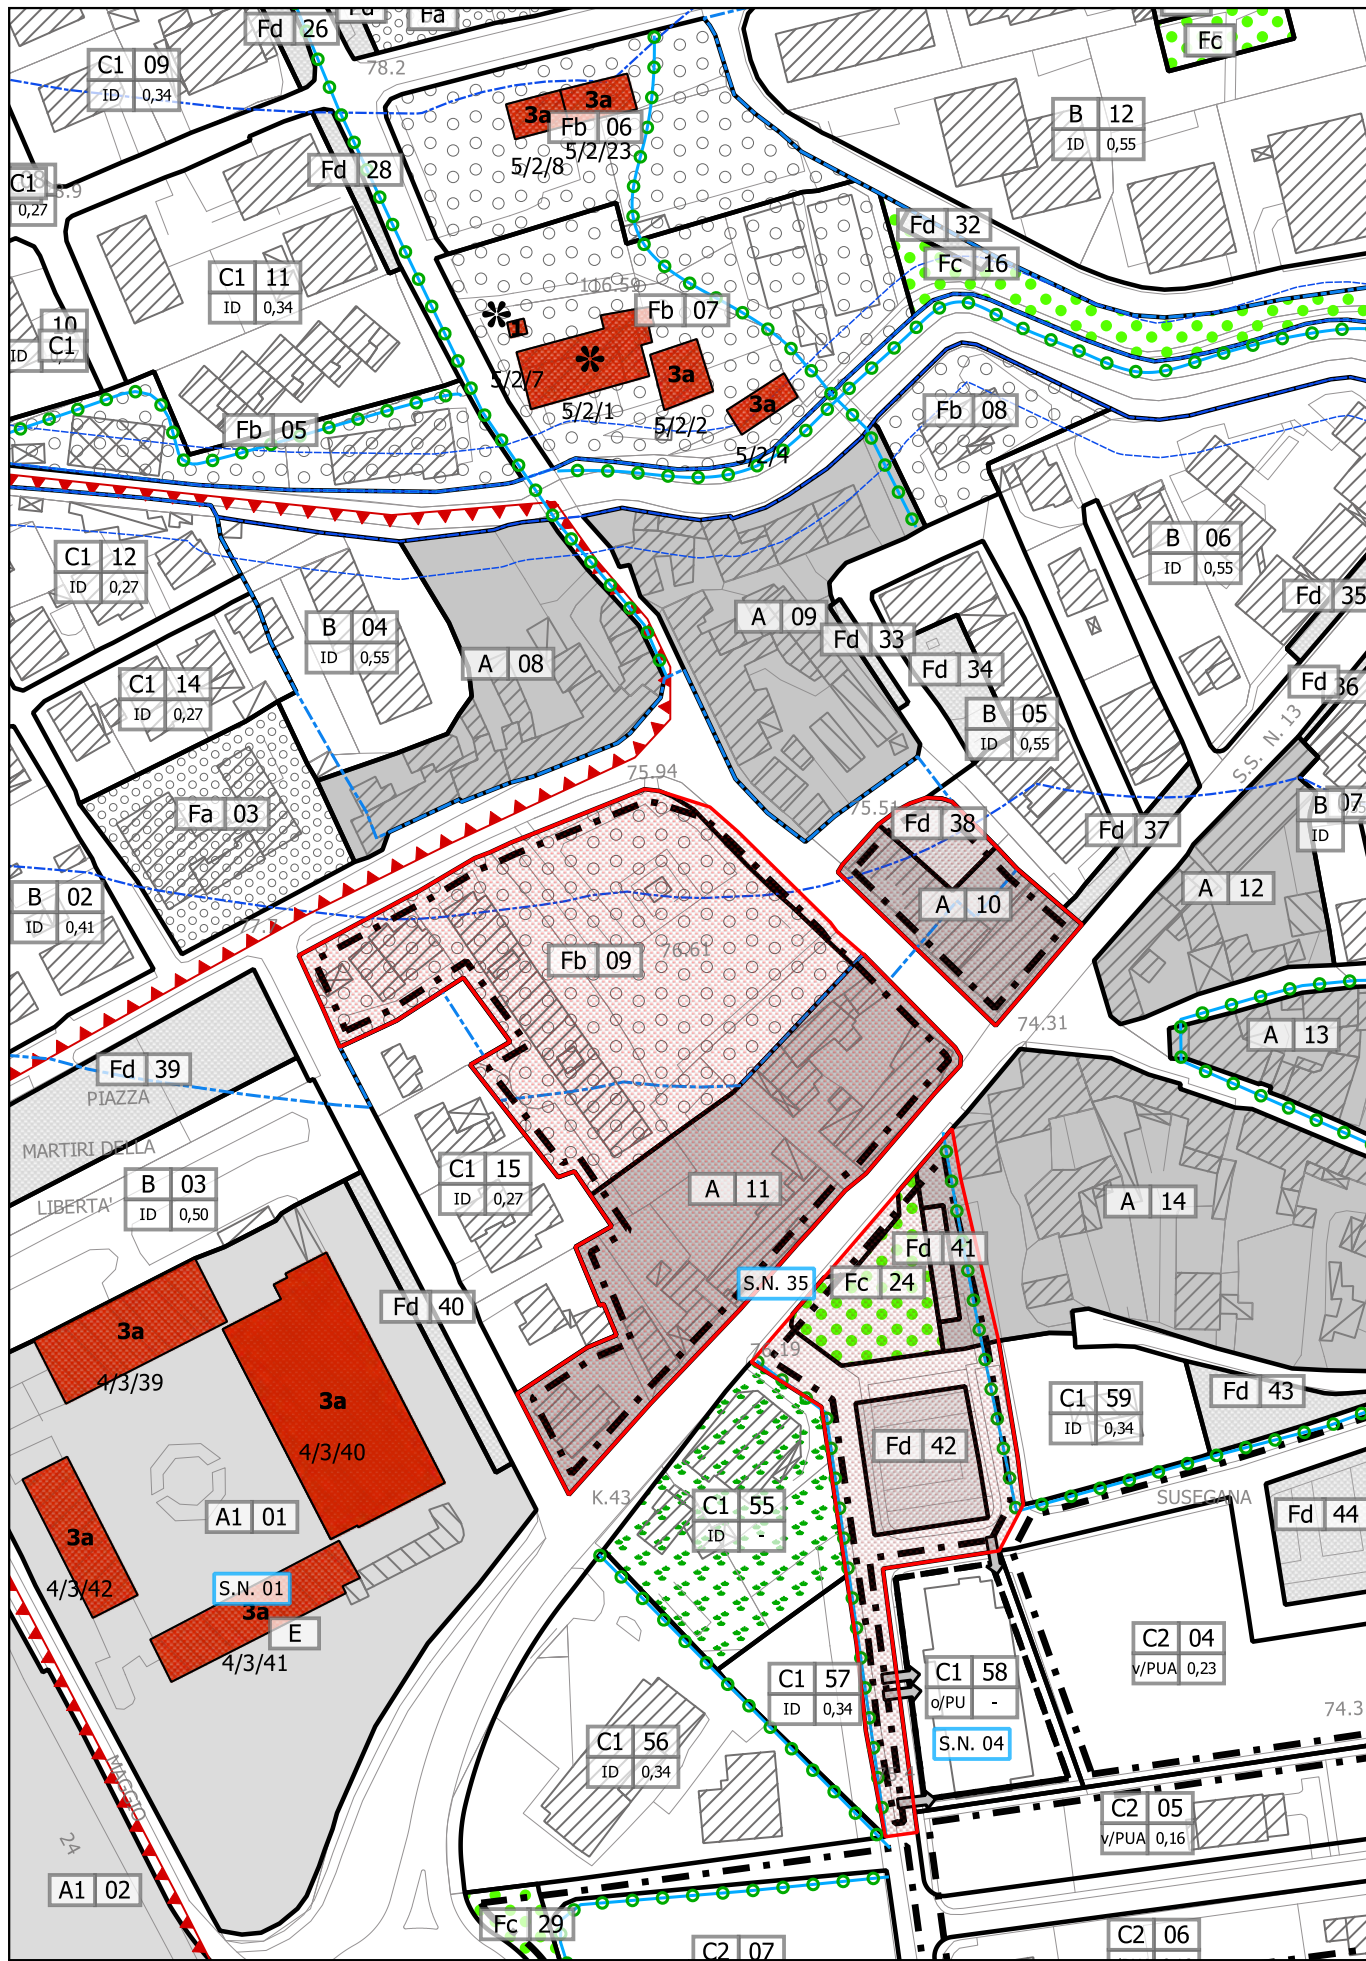 Fd 26
Fa
78.2
Fc
C1 09
ID 0,34
3a
3a
Fb 06
5/2/23
5/2/8
B 12
ID 0,55
Fd 28
C1
0,27
Fd 32
Fc 16
C1 11
ID 0,34
116.59
Fb 07
1
10
ID C1
3a
3a
5/2/7
5/2/1
5/2/2
5/2/4
Fb 05
Fb 08
C1 12
ID 0,27
B 06
ID 0,55
Fd 35
B 04
ID 0,55
A 08
A 09
Fd 33
Fd 34
Fd 36
C1 14
ID 0,27
B 05
ID 0,55
S.S. N. 13
75.94
75.51
Fa 03
Fd 38
Fd 37
B 07
ID
B 02
ID 0,41
77.7
A 10
A 12
Fb 09
76.61
74.31
A 13
Fd 39
PIAZZA
MARTIRI DELLA
LIBERTA'
B 03
ID 0,50
C1 15
ID 0,27
A 11
A 14
Fd 41
S.N. 35
Fc 24
Fd 40
3a
4/3/39
3a
4/3/40
C1 59
ID 0,34
Fd 43
Fd 42
K.43
SUSEGANA
C1 55
ID -
Fd 44
A1 01
3a
4/3/42
S.N. 01
3a
E
4/3/41
C2 04
v/PUA 0,23
C1 57
ID 0,34
C1 58
o/PU -
S.N. 04
74.3
C1 56
ID 0,34
MAGGIO
24
C2 05
v/PUA 0,16
A1 02
Fc 29
C2 07
C2 06